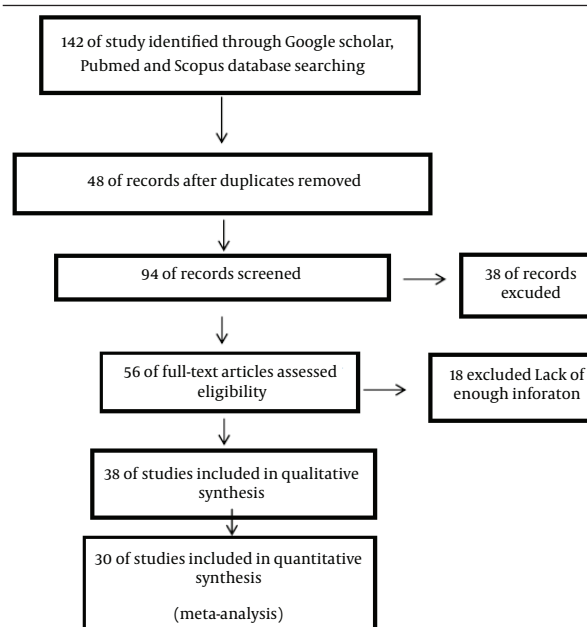 142 of study identified through Google scholar,
Pubmed and Scopus database searching
48 of records after duplicates removed
94 of records screened
38 of records
excuded
56 of full-text articles assessed
eligibility
18 excluded Lack of
enough inforaton
38 of studies included in qualitative
synthesis
30 of studies included in quantitative
synthesis
(meta-analysis)